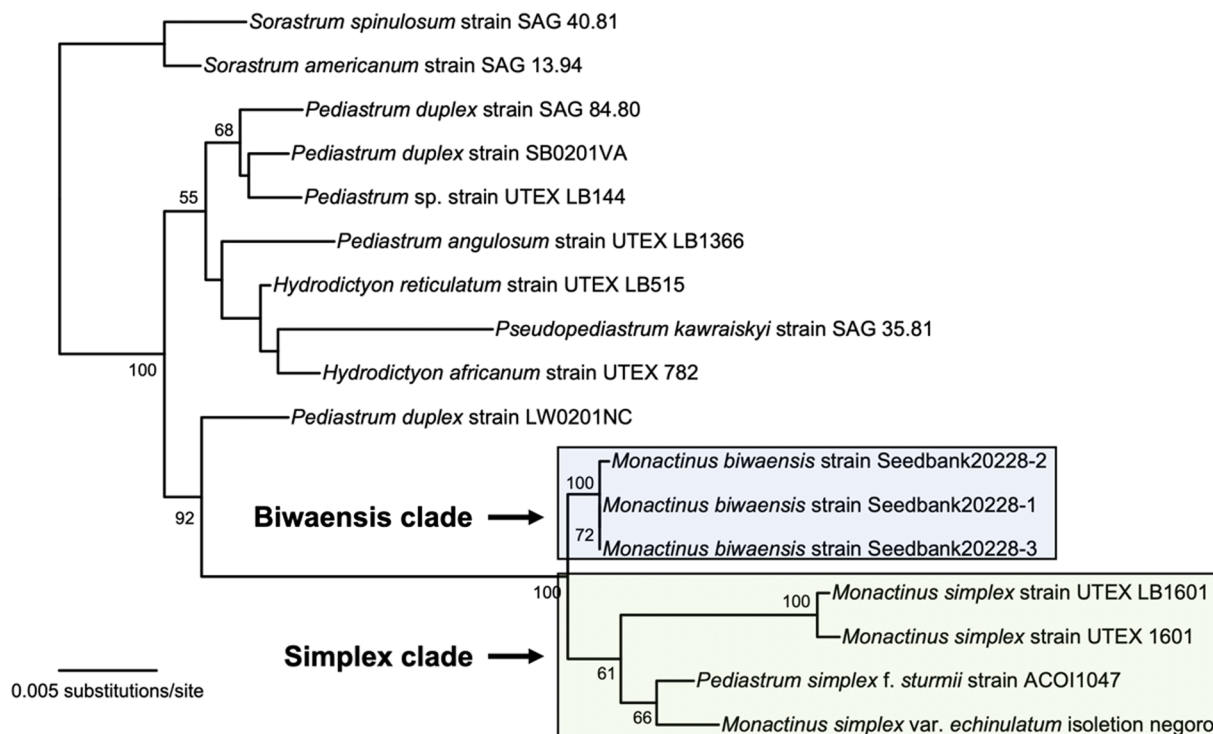 Sorastrum spinulosum strain SAG 40.81
Sorastrum americanum strain SAG 13.94
Pediastrum duplex strain SAG 84.80
68
Pediastrum duplex strain SB0201VA
Pediastrum sp. strain UTEX LB144
55
Pediastrum angulosum strain UTEX LB1366
Hydrodictyon reticulatum strain UTEX LB515
Pseudopediastrum kawraiskyi strain SAG 35.81
Hydrodictyon africanum strain UTEX 782
100
Pediastrum duplex strain LW0201NC
Monactinus biwaensis strain Seedbank20228-2
100
Monactinus biwaensis strain Seedbank20228-1
92
Biwaensis clade
72
Monactinus biwaensis strain Seedbank20228-3
100
Monactinus simplex strain UTEX LB1601
100
Monactinus simplex strain UTEX 1601
Simplex clade
61
Pediastrum simplex f. sturmii strain ACOI1047
66
Monactinus simplex var. echinulatum isoletion negoro
0.005 substitutions/site